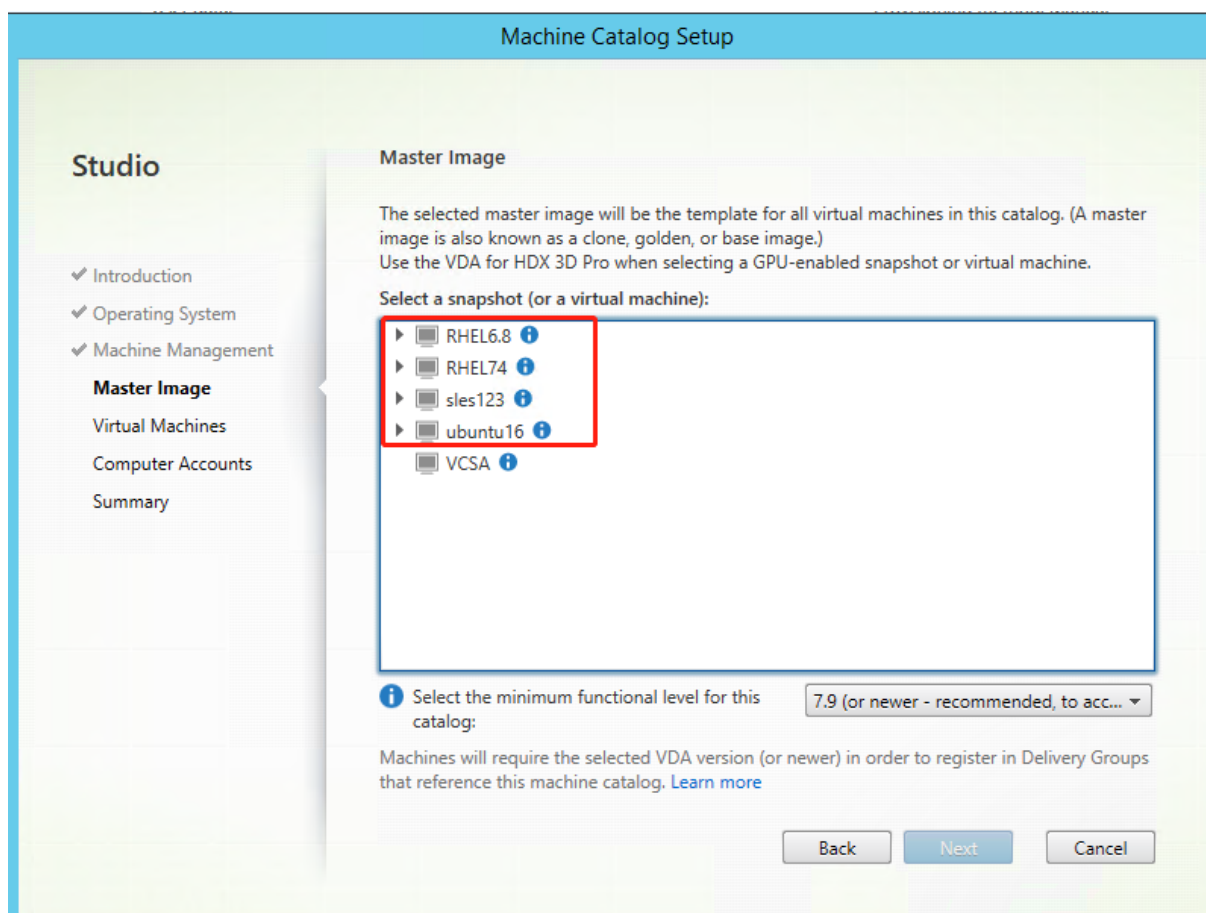 Machine Catalog Setup
Studio
Introduction
Operating System
Machine Management
Master Image
Virtual Machines
Computer Accounts
Summary
Master Image
The selected master image will be the template for all virtual machines in this catalog. (A master
image is also known as a clone, golden, or base image.)
Use the VDA for HDX 3D Pro when selecting a GPU-enabled snapshot or virtual machine.
Select a snapshot (or a virtual machine):
RHEL6.8
RHEL74
sles123
ubuntu16
VCSA
Select the minimum functional level for this
catalog:
7.9 (or newer - recommended, to acc...
Machines will require the selected VDA version (or newer) in order to register in Delivery Groups
that reference this machine catalog. Learn more
Back
Next
Cancel